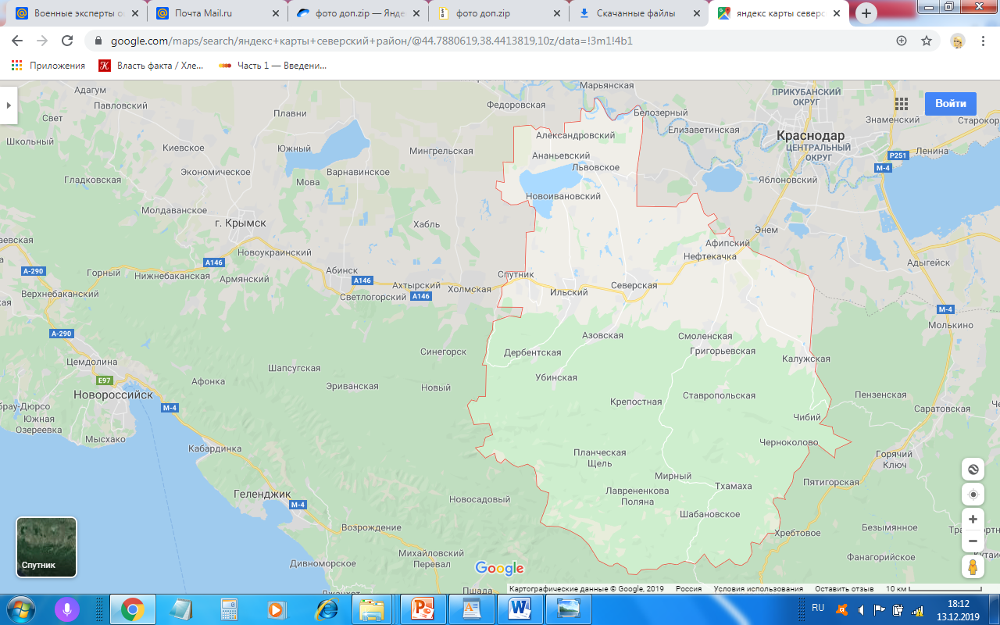 Военные эксперты о
Почта Mail.ru
фото доп.zip — Янде
фото доп.zip
Скачанные файлы
яндекс карты северс
google.com/maps/search/яндекс+карты+северский+район/@44.7880619,38.4413819,10z/data=!3m1!4b1
Приложения
Власть факта / Хле...
Часть 1 — Введени...
Войти
Адагум
Павловский
Свет
Школьный
Плавни
Киевское
Южный
Экономическое
Гладковская
Мова
Варнавинское
Молдаванское
г. Крымск
Новоукраинский
Федоровская
Марьянская
Белозерный
Мингрельская
Хабль
Александровский
Ананьевский
Львовское
Новоивановский
Елизаветинская
ПРИКУБАНСКИЙ
ОКРУГ
Знаменский
Старокор
Краснодар
ЦЕНТРАЛЬНЫЙ
ОКРУГ
P251
Ленина
М-4
Яблоновский
Энем
Афипский
Нефтекачка
Адыгейск
А-290
Горный
А146
Нижнебаканская
Армянский
Абинск
А146
Светлогорский
Ахтырский
А146
Холмская
Спутник
Ильский
Северская
Верхнебаканский
М-4
Молькино
А-290
Цемдолина
Е97
Новороссийск
М-4
Афонка
Шапсугская
Эриванская
Синегорск
Новый
Дербентская
Убинская
Азовская
Смоленская
Григорьевская
Калужская
Крепостная
Ставропольская
Пензенская
Саратовская
Южная
Озереевка
Мысхако
Кабардинка
Чибий
Черноколово
Планческая
Щель
Мирный
Тхамаха
Лаврененкова
Поляна
Шабановское
Горячий
Ключ
Пятигорская
Геленджик
М-4
Новосадовый
Возрождение
Михайловский
Перевал
Дивноморское
Хребтовое
Безымянное
Фанагорийское
Пшада
Спутник
Google
Картографические данные © Google, 2019
Россия
Условия использования
Оставить отзыв
10 км
RU
18:12
13.12.2019